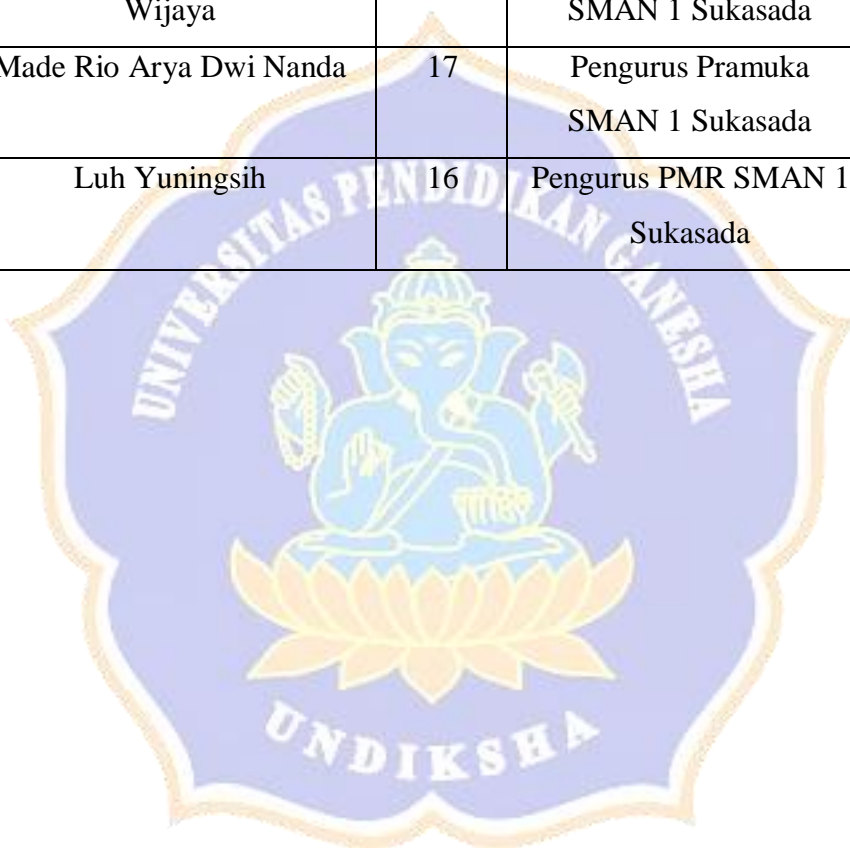 Wijaya SMAN 1 Sukasada
Made Rio Arya Dwi Nanda 17 Pengurus Pramuka
SMAN 1 Sukasada
Luh Yuningsih 16 Pengurus PMR SMAN 1
Sukasada
UNIVERSITAS PENDIDIKAN GANESHA
UNDIKSHA